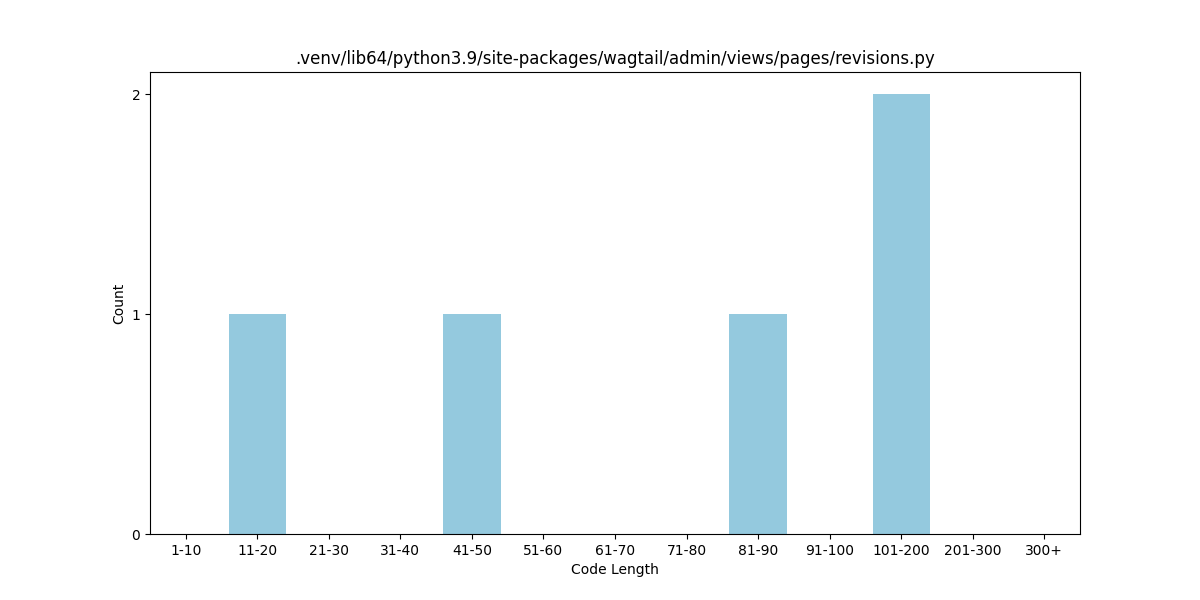 .venv/lib64/python3.9/site-packages/wagtail/admin/views/pages/revisions.py
2
1
0
Count
1-10 11-20 21-30 31-40 41-50 51-60 61-70 71-80 81-90 91-100 101-200 201-300 300+
Code Length